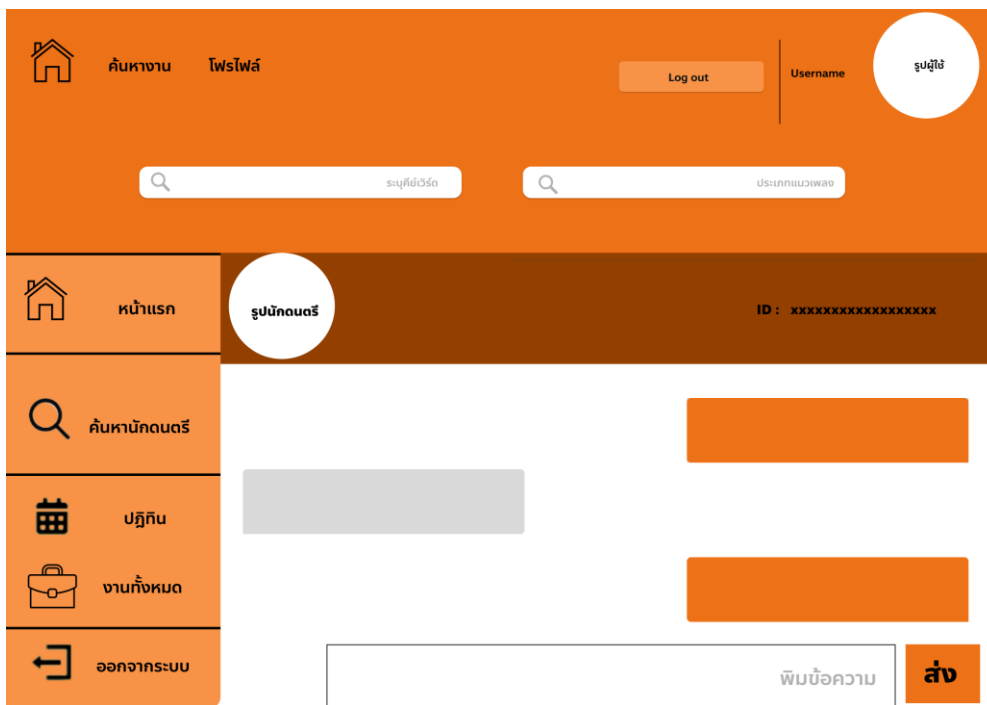 ค้นหางาน โฟรไฟล์
Log out
Username
รูปผู้ใช้
ระบุคีย์เวิร์ด
ประเภทแนวเพลง
หน้าแรก
รูปนักดนตรี
ID : xxxxxxxxxxxxxxxxxx
ค้นหานักดนตรี
ปฏิทิน
งานทั้งหมด
ออกจากระบบ
พิมข้อความ
ส่ง